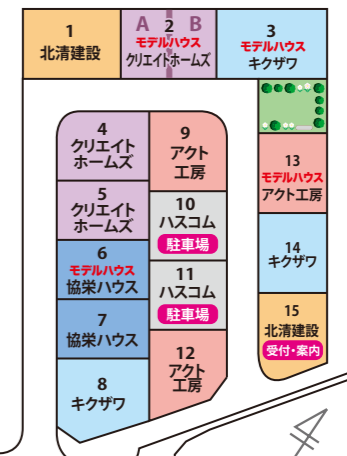 1
北清建設
A 2 B
モデルハウス
クリエイトホームズ
3
モデルハウス
キクザワ
4
クリエイト
ホームズ
5
クリエイト
ホームズ
6
モデルハウス
協栄ハウス
7
協栄ハウス
8
キクザワ
9
アクト
工房
10
ハスコム
駐車場
11
ハスコム
駐車場
12
アクト
工房
13
モデルハウス
アクト工房
14
キクザワ
15
北清建設
受付・案内